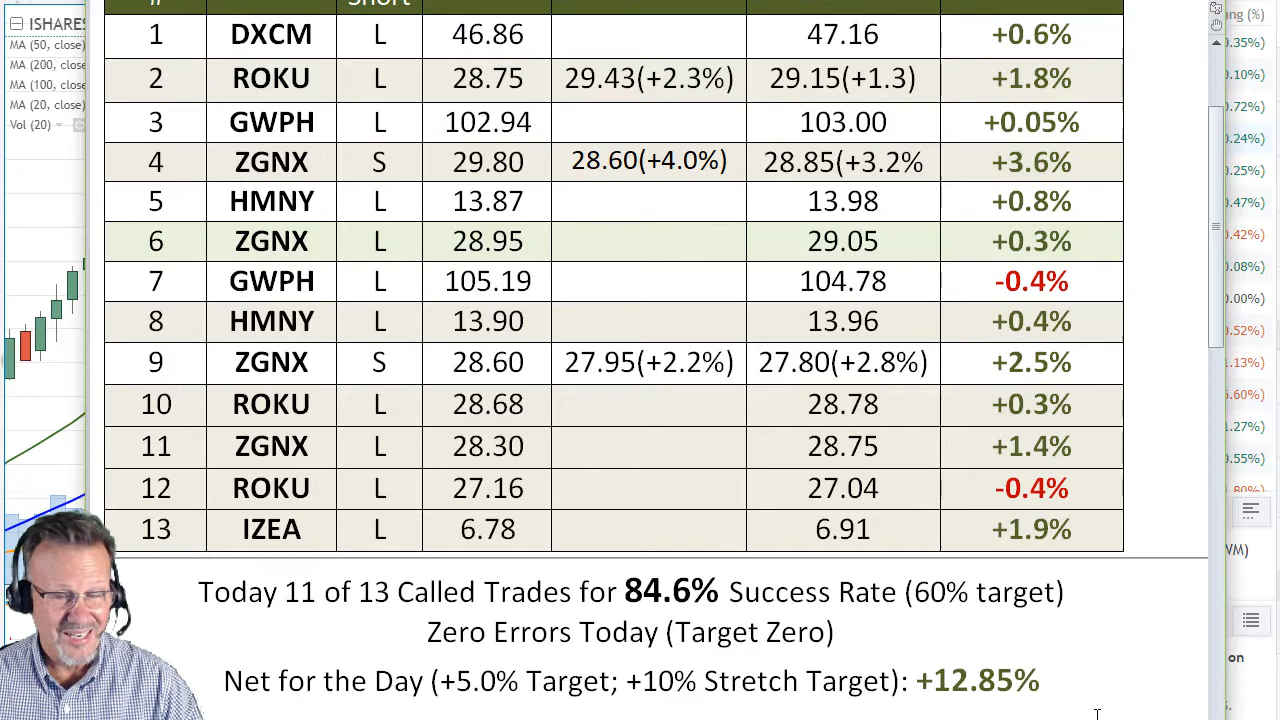 ISHARES
MA (50, close)
MA (200, close)
MA (100, close)
MA (20, close)
Vol (20)
1 DXCM L 46.86 47.16 +0.6%
2 ROKU L 28.75 29.43(+2.3%) 29.15(+1.3) +1.8%
3 GWPH L 102.94 103.00 +0.05%
4 ZGNX S 29.80 28.60(+4.0%) 28.85(+3.2% +3.6%
5 HMNY L 13.87 13.98 +0.8%
6 ZGNX L 28.95 29.05 +0.3%
7 GWPH L 105.19 104.78 -0.4%
8 HMNY L 13.90 13.96 +0.4%
9 ZGNX S 28.60 27.95(+2.2%) 27.80(+2.8%) +2.5%
10 ROKU L 28.68 28.78 +0.3%
11 ZGNX L 28.30 28.75 +1.4%
12 ROKU L 27.16 27.04 -0.4%
13 IZEA L 6.78 6.91 +1.9%
Today 11 of 13 Called Trades for 84.6% Success Rate (60% target)
Zero Errors Today (Target Zero)
Net for the Day (+5.0% Target; +10% Stretch Target): +12.85%